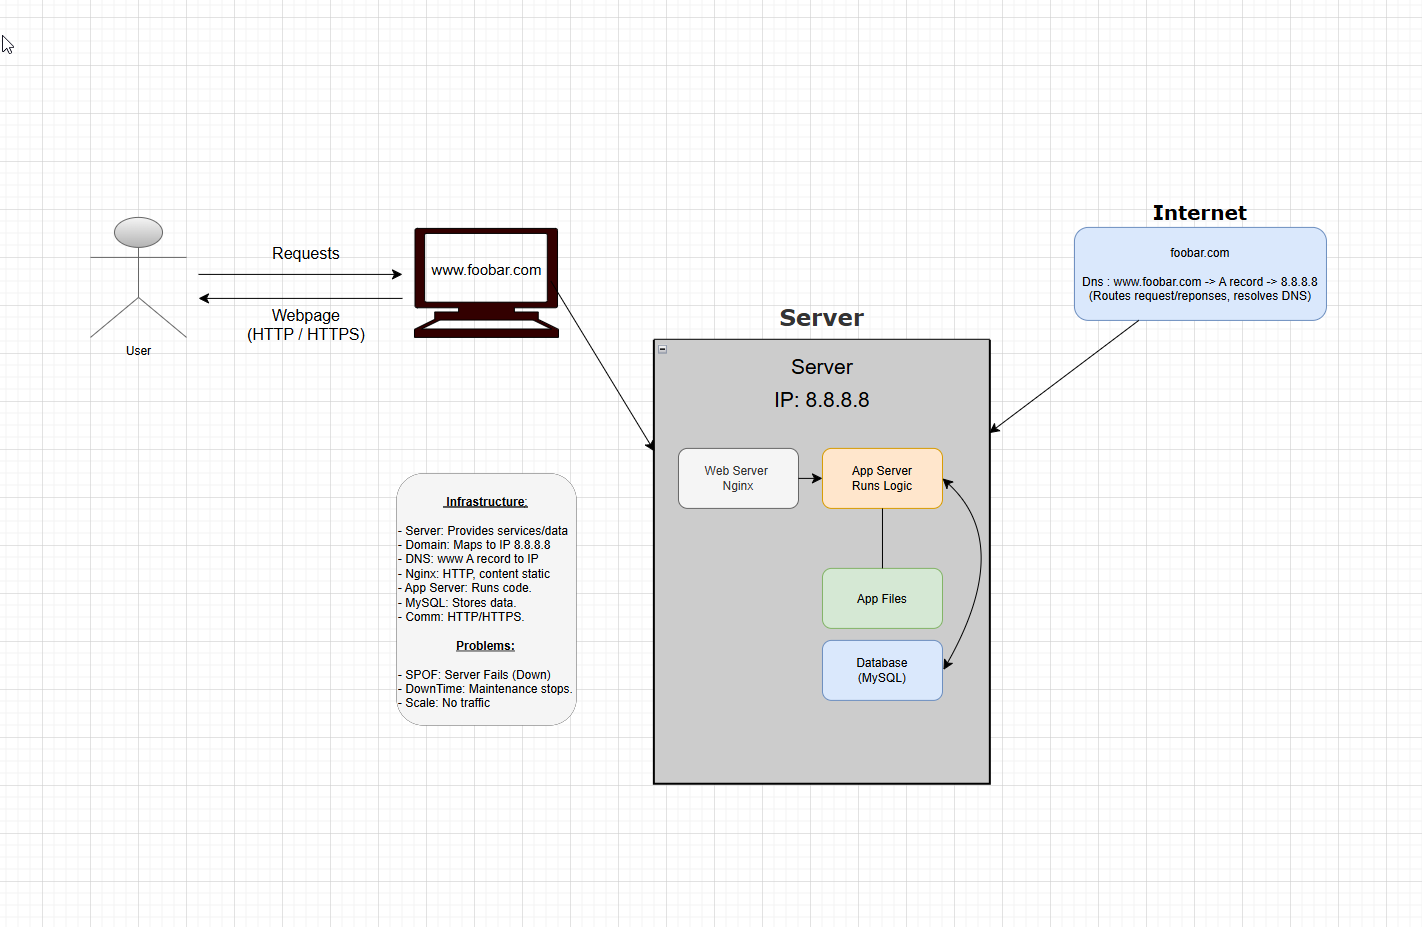 Requests
Webpage
(HTTP / HTTPS)
User
www.foobar.com
Internet
foobar.com
Dns : www.foobar.com -> A record -> 8.8.8.8
(Routes request/reponses, resolves DNS)
Server
Server
IP: 8.8.8.8
Web Server
Nginx
App Server
Runs Logic
App Files
Database
(MySQL)
Infrastructure:
- Server: Provides services/data
- Domain: Maps to IP 8.8.8.8
- DNS: www A record to IP
- Nginx: HTTP, content static
- App Server: Runs code.
- MySQL: Stores data.
- Comm: HTTP/HTTPS.
Problems:
- SPOF: Server Fails (Down)
- DownTime: Maintenance stops.
- Scale: No traffic